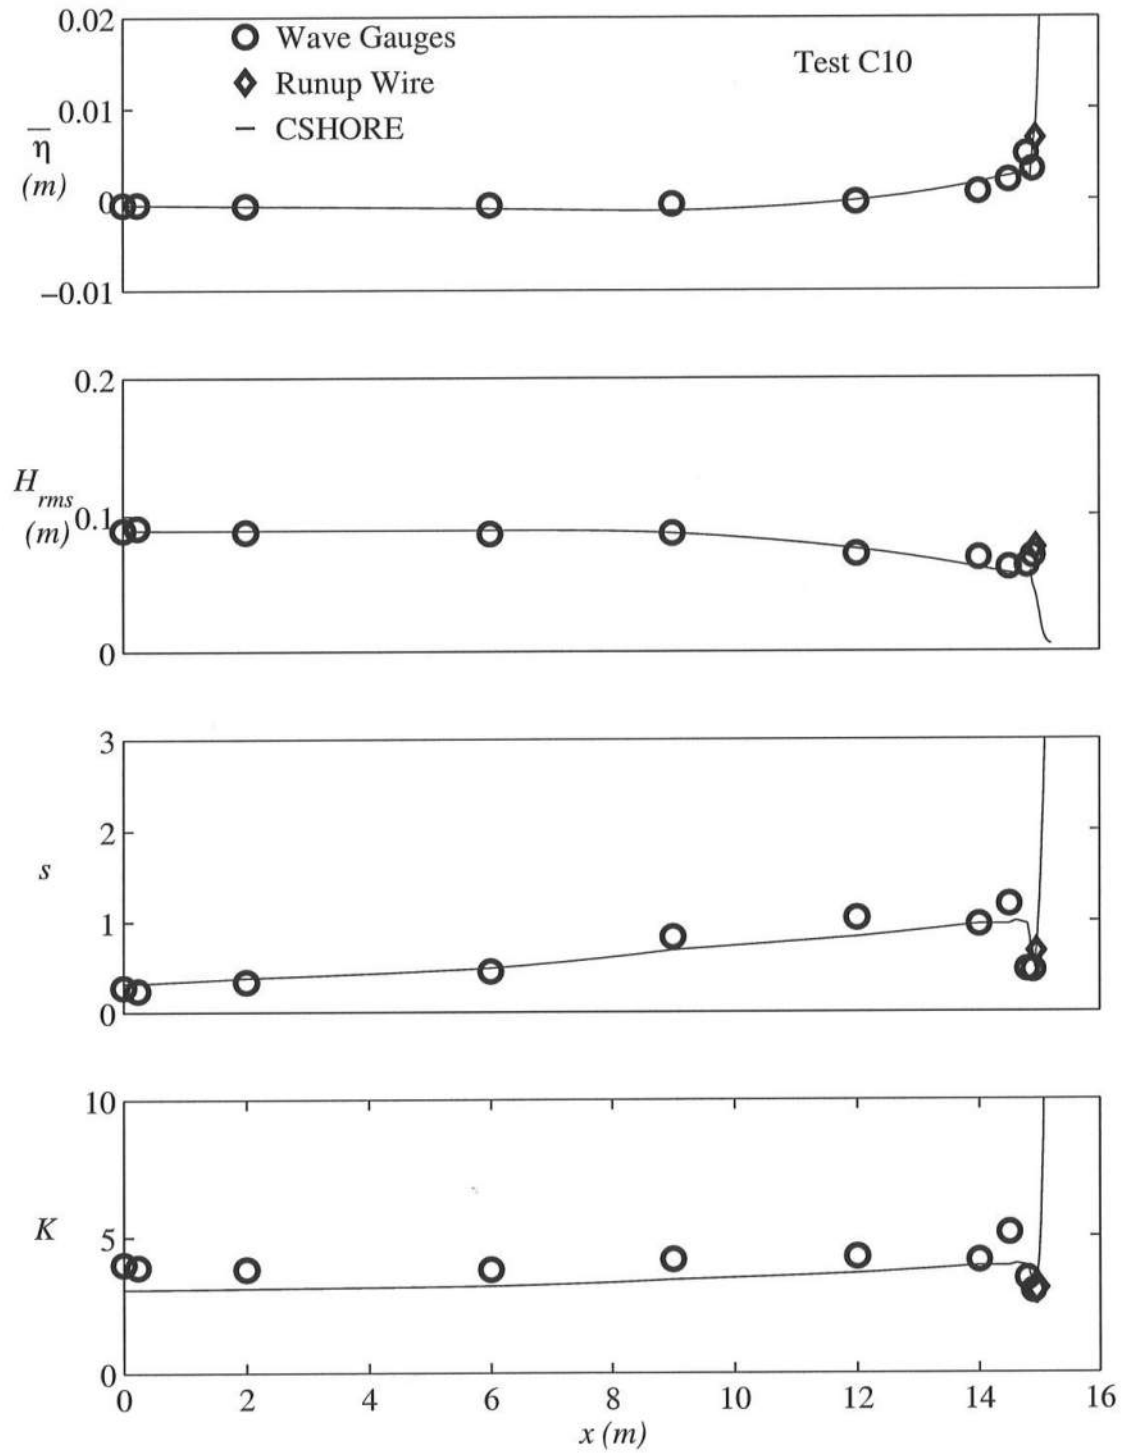 0.02
Wave Gauges
Test C10
Runup Wire
0.01
CSHORE
η
(m)
0
−0.01
0.2
H rms
(m)
0.1
0
3
2
s
1
0
10
K
5
0
0 2 4 6 8 10 12 14 16
x (m)